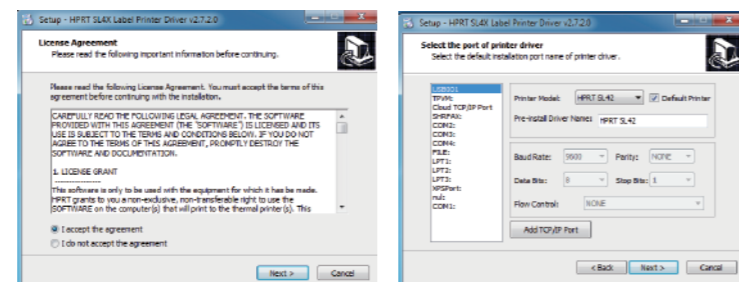 Setup - HPRT SL4X Label Printer Driver v2.7.2.0
License Agreement
Please read the following important information before continuing.
Please read the following License Agreement. You must accept the terms of this
agreement before continuing with the installation.
CAREFULLY READ THE FOLLOWING LEGAL AGREEMENT. THE SOFTWARE
PROVIDED WITH THIS AGREEMENT (THE "SOFTWARE") IS LICENSED AND ITS
USE IS SUBJECT TO THE TERMS AND CONDITIONS BELOW. IF YOU DO NOT
AGREE TO THE TERMS OF THIS AGREEMENT, PROMPTLY DESTROY THE
SOFTWARE AND DOCUMENTATION.
1. LICENSE GRANT
This software is only to be used with the equipment for which it has be made.
HPRT grants to you a non-exclusive, non-transferable right to use the
SOFTWARE on the computer(s) that will print to the thermal printer(s). This
I accept the agreement
I do not accept the agreement
Next >
Cancel
Setup - HPRT SL4X Label Printer Driver v2.7.2.0
Select the port of printer driver
Select the default installation port name of printer driver.
USB001
TPVM:
Cloud TCP/IP Port
SHRFAX:
COM2:
COM3:
COM4:
FILE:
LPT1:
LPT2:
LPT3:
XPSPort:
nul:
COM1:
Printer Model: HPRT SL42
Default Printer
Pre-install Driver Name: HPRT SL42
Baud Rate: 9600 Parity: NONE
Data Bits: 8 Stop Bits: 1
Flow Control: NONE
Add TCP/IP Port
< Back
Next >
Cancel